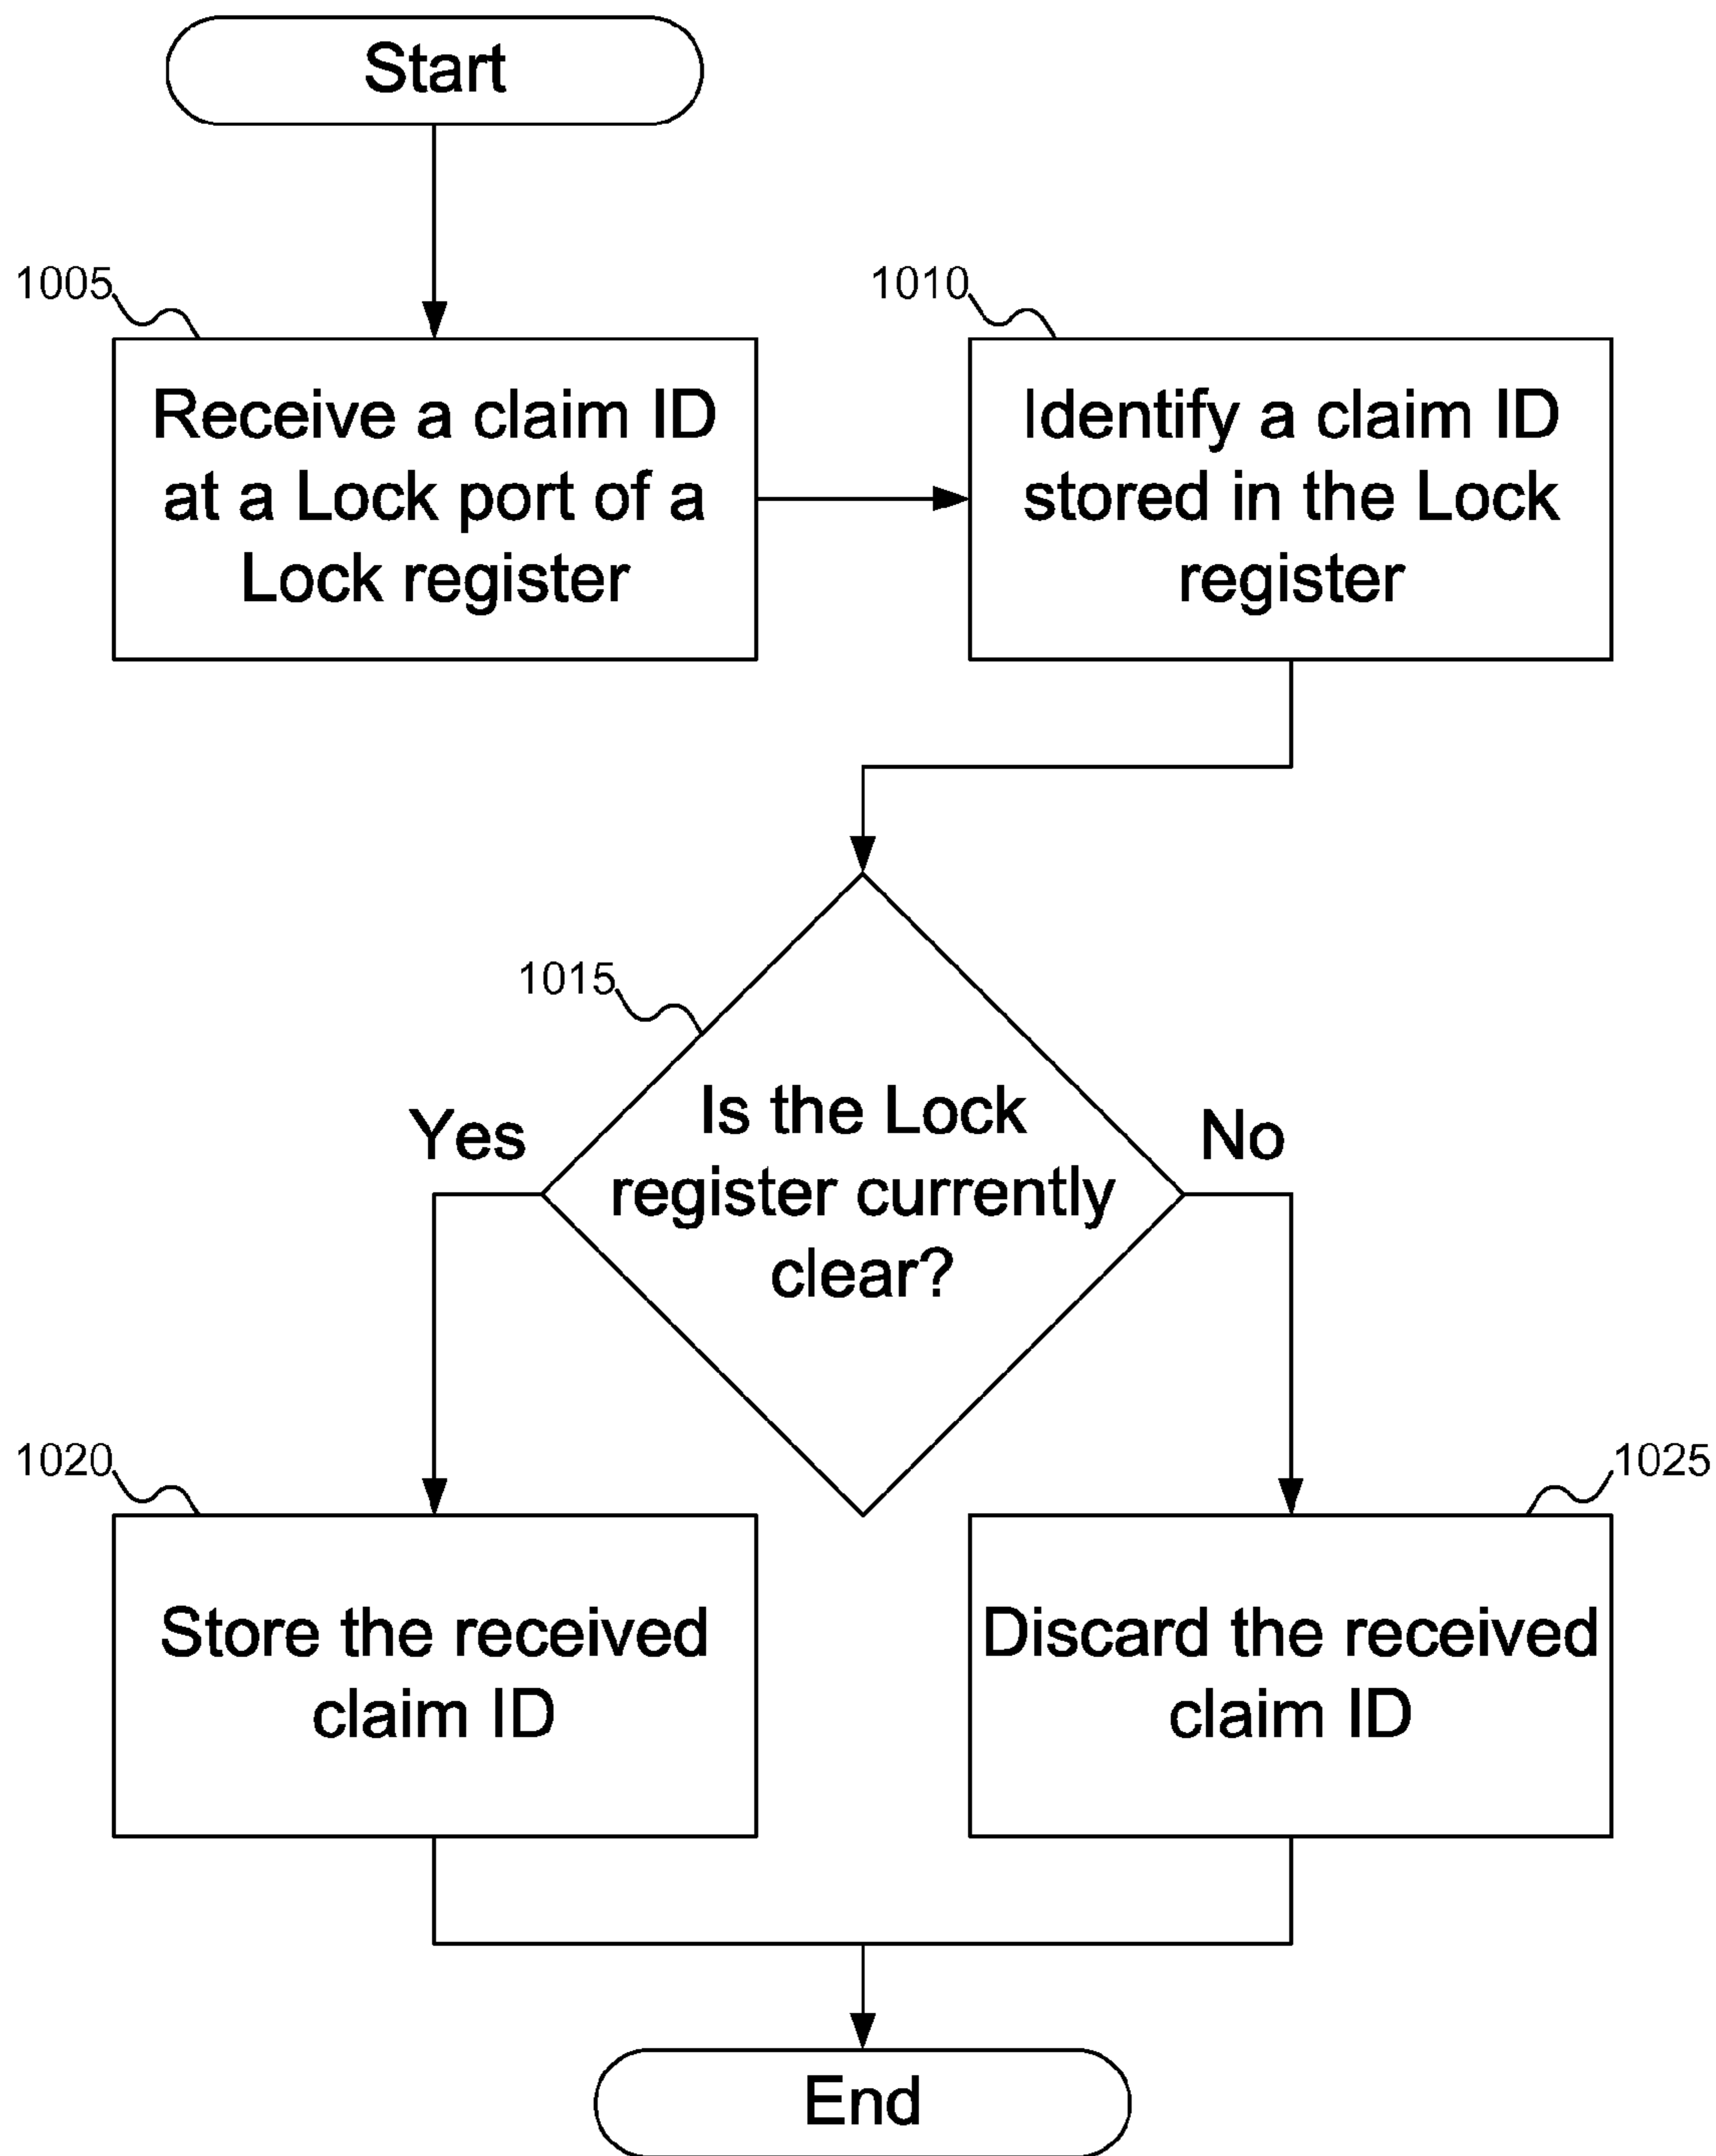 Start
1005
Receive a claim ID
at a Lock port of a
Lock register
1010
Identify a claim ID
stored in the Lock
register
1015
Is the Lock
register currently
clear?
Yes
No
1020
Store the received
claim ID
1025
Discard the received
claim ID
End